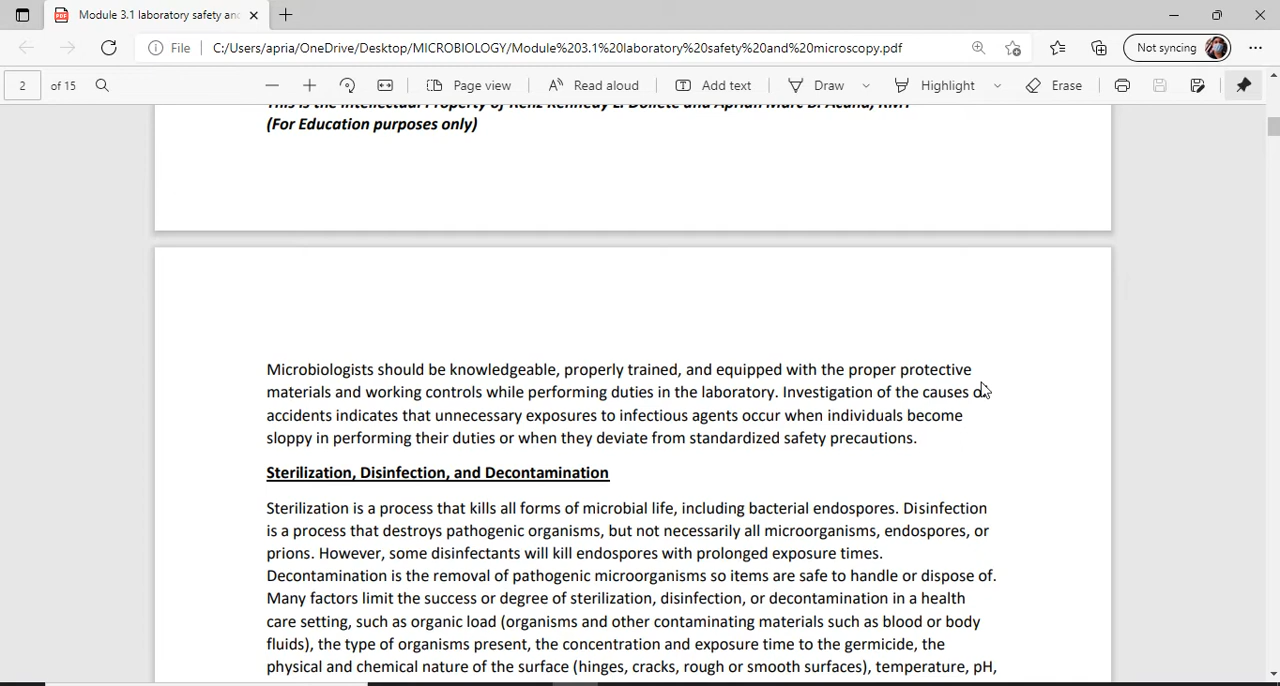 Module 3.1 laboratory safety and
File
C:/Users/apria/OneDrive/Desktop/MICROBIOLOGY/Module%203.1%20laboratory%20safety%20and%20microscopy.pdf
Not syncing
2 of 15
Page view
Read aloud
Add text
Draw
Highlight
Erase
This is the Intellectual Property of Renz Kennedy
(For Education purposes only)
Microbiologists should be knowledgeable, properly trained, and equipped with the proper protective
materials and working controls while performing duties in the laboratory. Investigation of the causes of
accidents indicates that unnecessary exposures to infectious agents occur when individuals become
sloppy in performing their duties or when they deviate from standardized safety precautions.
Sterilization, Disinfection, and Decontamination
Sterilization is a process that kills all forms of microbial life, including bacterial endospores. Disinfection
is a process that destroys pathogenic organisms, but not necessarily all microorganisms, endospores, or
prions. However, some disinfectants will kill endospores with prolonged exposure times.
Decontamination is the removal of pathogenic microorganisms so items are safe to handle or dispose of.
Many factors limit the success or degree of sterilization, disinfection, or decontamination in a health
care setting, such as organic load (organisms and other contaminating materials such as blood or body
fluids), the type of organisms present, the concentration and exposure time to the germicide, the
physical and chemical nature of the surface (hinges, cracks, rough or smooth surfaces), temperature, pH,